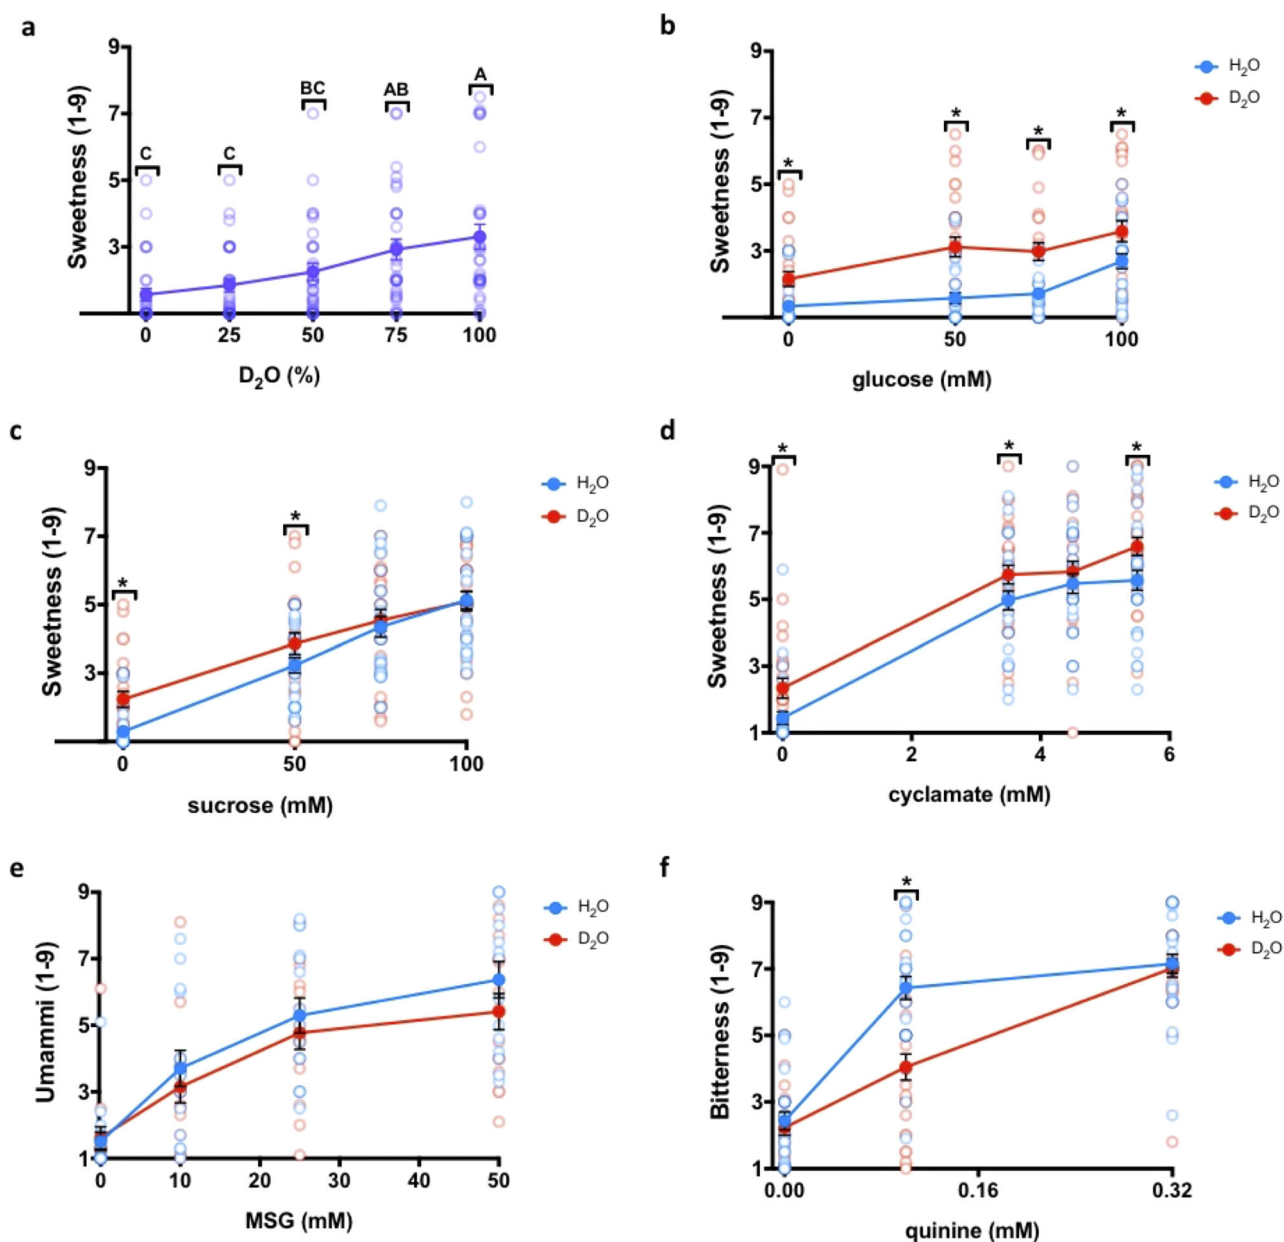 a
9
7
5
3
Sweetness (1-9)
C
C
BC
AB
A
0 25 50 75 100
D₂O (%)
b
9
7
5
3
Sweetness (1-9)
*
*
*
*
H₂O
D₂O
0 50 100
glucose (mM)
c
9
7
5
3
Sweetness (1-9)
*
*
H₂O
D₂O
0 50 100
sucrose (mM)
d
9
7
5
3
1
Sweetness (1-9)
*
*
*
H₂O
D₂O
0 2 4 6
cyclamate (mM)
e
9
7
5
3
1
Umammi (1-9)
H₂O
D₂O
0 10 20 30 40 50
MSG (mM)
f
9
7
5
3
1
Bitterness (1-9)
*
H₂O
D₂O
0.00 0.16 0.32
quinine (mM)